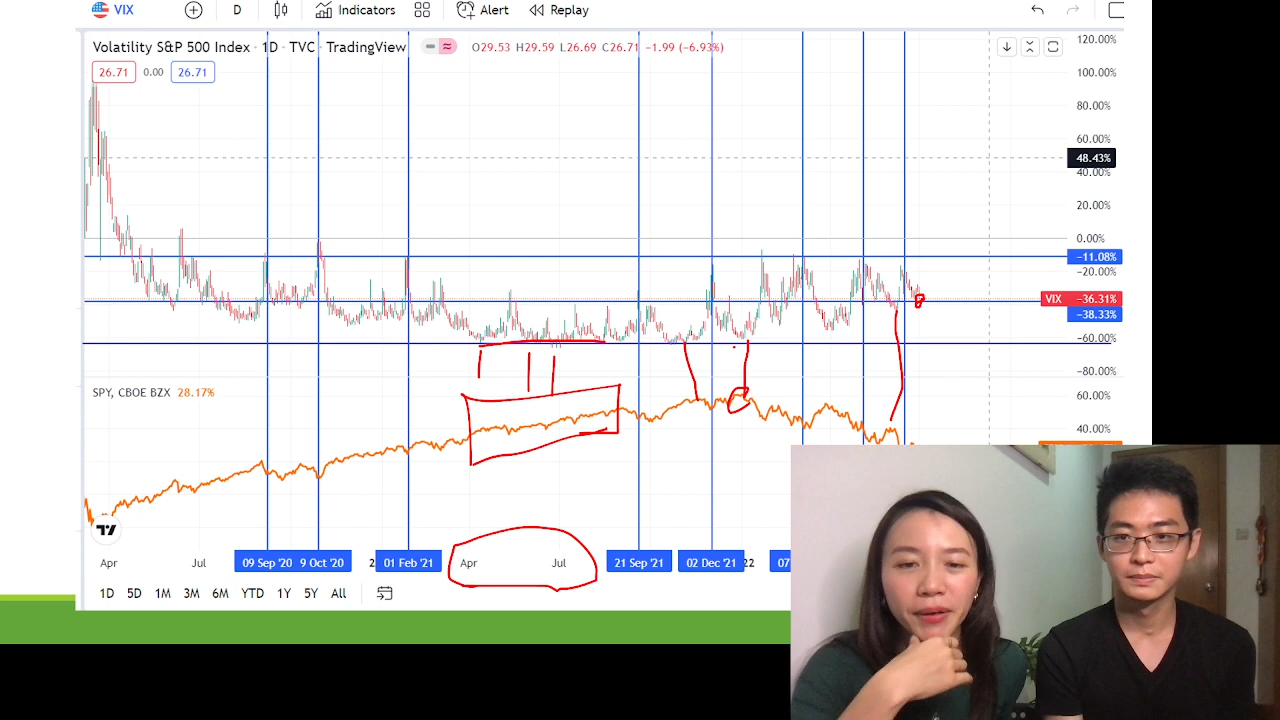 VIX D Indicators Alert Replay
Volatility S&P 500 Index · 1D · TVC · TradingView O29.53 H29.59 L26.69 C26.71 −1.99 (−6.93%)
26.71 0.00 26.71
120.00%
100.00%
80.00%
60.00%
48.43%
40.00%
20.00%
0.00%
−11.08%
−20.00%
VIX −36.31%
−38.33%
−60.00%
−80.00%
SPY, CBOE BZX 28.17%
60.00%
40.00%
Apr Jul 09 Sep '20 9 Oct '20 2 01 Feb '21 Apr Jul 21 Sep '21 02 Dec '21 22 07
1D 5D 1M 3M 6M YTD 1Y 5Y All